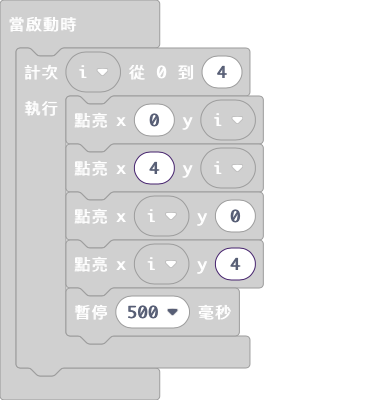 當啟動時
計次 i 從 0 到 4
執行
點亮 x 0 y i
點亮 x 4 y i
點亮 x i y 0
點亮 x i y 4
暫停 500 毫秒